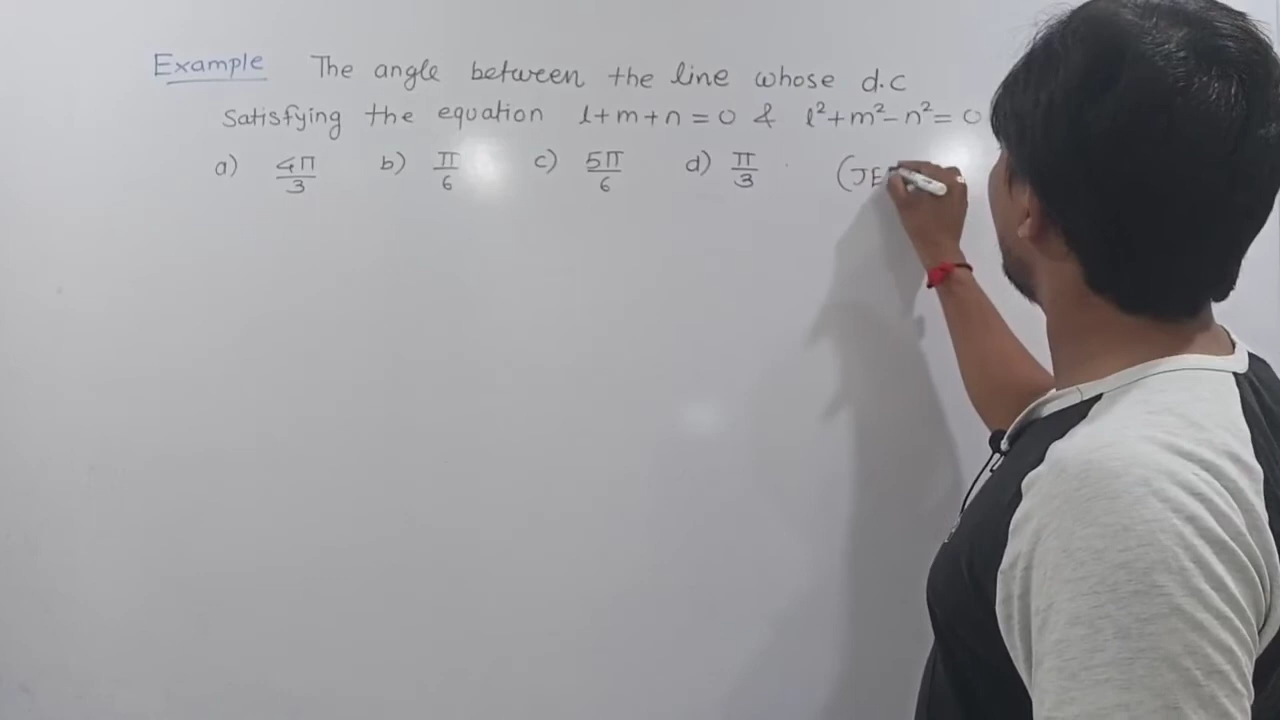 Example The angle between the line whose d.c
Satisfying the equation l+m+n=0 & l²+m²-n²=0
a) 4π/3 b) π/6 c) 5π/6 d) π/3 (JE